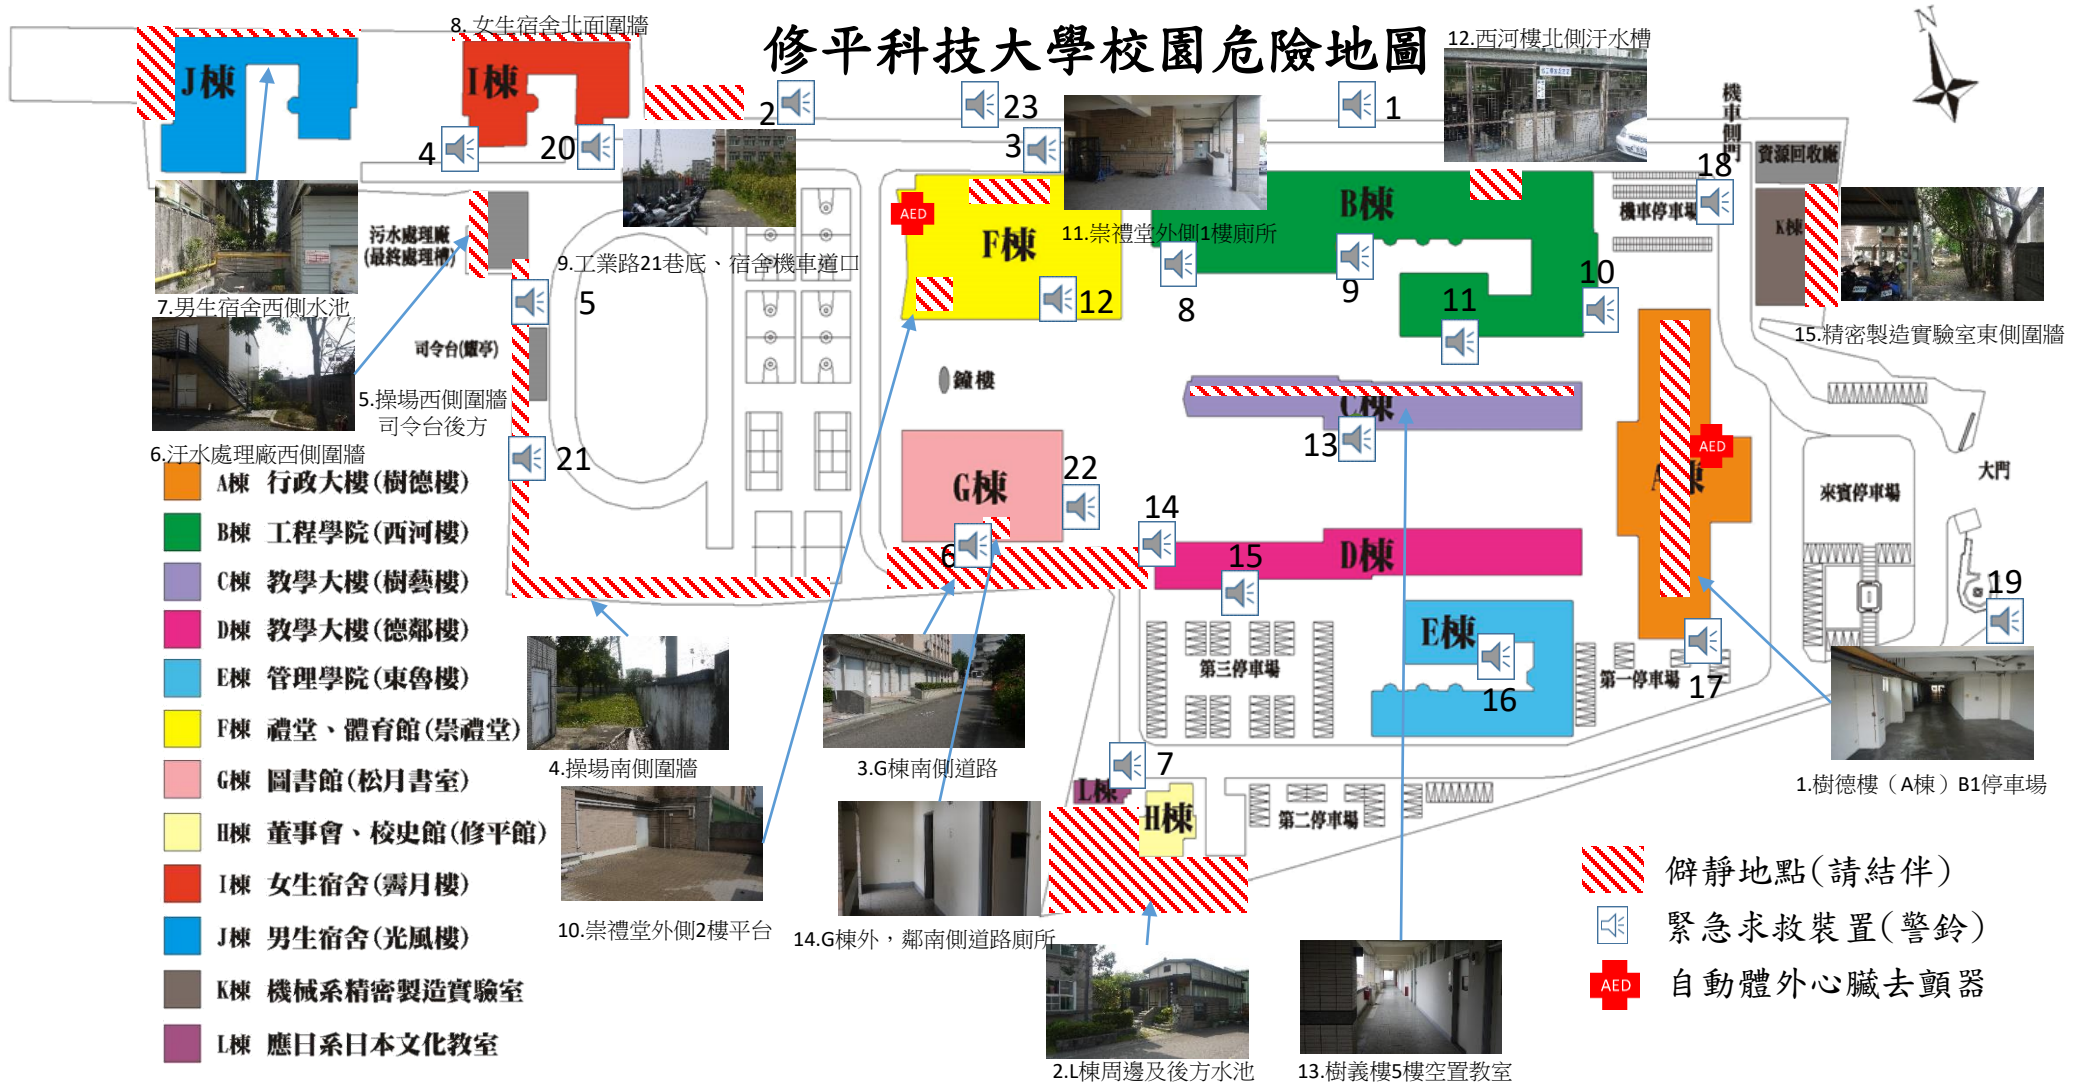 修平科技大學校園危險地圖
8. 女生宿舍北面圍牆
12.西河樓北側汙水槽
N
J棟
I棟
2
23
1
機車側門
4
20
3
資源回收廠
18
B棟
機車停車場
K棟
AED
F棟
汚水處理廠
(最終處理槽)
11.崇禮堂外側1樓廁所
9.工業路21巷底、宿舍機車道口
7.男生宿舍西側水池
5
12
8
9
11
10
15.精密製造實驗室東側圍牆
司令台(鑼亭)
鐘樓
C棟
5.操場西側圍牆
司令台後方
13
AED
6.汙水處理廠西側圍牆
21
G棟
22
A棟
大門
來賓停車場
14
6
15
D棟
19
E棟
16
第三停車場
第一停車場
17
4.操場南側圍牆
3.G棟南側道路
7
L棟
H棟
第二停車場
1.樹德樓（A棟）B1停車場
10.崇禮堂外側2樓平台
14.G棟外，鄰南側道路廁所
2.L棟周邊及後方水池
13.樹義樓5樓空置教室
A棟 行政大樓(樹德樓)
B棟 工程學院(西河樓)
C棟 教學大樓(樹藝樓)
D棟 教學大樓(德鄰樓)
E棟 管理學院(東魯樓)
F棟 禮堂、體育館(崇禮堂)
G棟 圖書館(松月書室)
H棟 董事會、校史館(修平館)
I棟 女生宿舍(霽月樓)
J棟 男生宿舍(光風樓)
K棟 機械系精密製造實驗室
L棟 應日系日本文化教室
僻靜地點(請結伴)
緊急求救裝置(警鈴)
AED
自動體外心臟去顫器